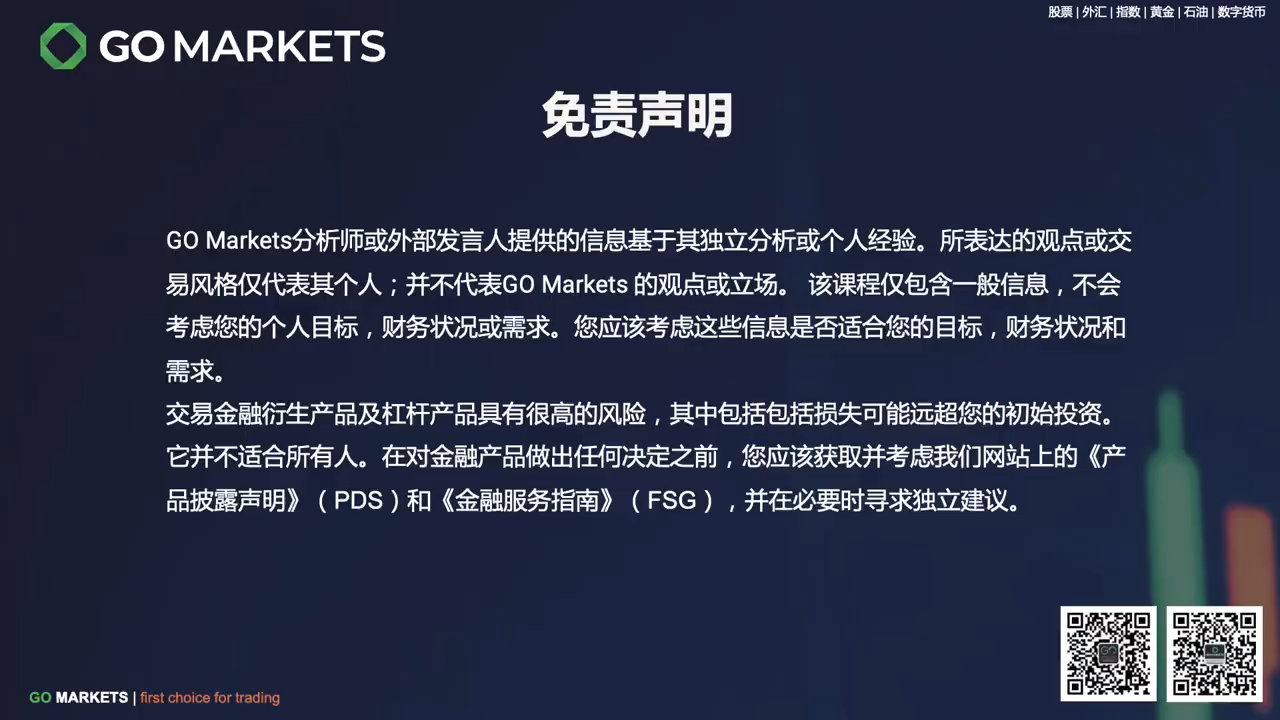 股票 | 外汇 | 指数 | 黄金 | 石油 | 数字货币
GO MARKETS
免责声明
GO Markets分析师或外部发言人提供的信息基于其独立分析或个人经验。所表达的观点或交
易风格仅代表其个人；并不代表GO Markets 的观点或立场。 该课程仅包含一般信息，不会
考虑您的个人目标，财务状况或需求。您应该考虑这些信息是否适合您的目标，财务状况和
需求。
交易金融衍生产品及杠杆产品具有很高的风险，其中包括包括损失可能远超您的初始投资。
它并不适合所有人。在对金融产品做出任何决定之前，您应该获取并考虑我们网站上的《产
品披露声明》（PDS）和《金融服务指南》（FSG），并在必要时寻求独立建议。
GO MARKETS | first choice for trading